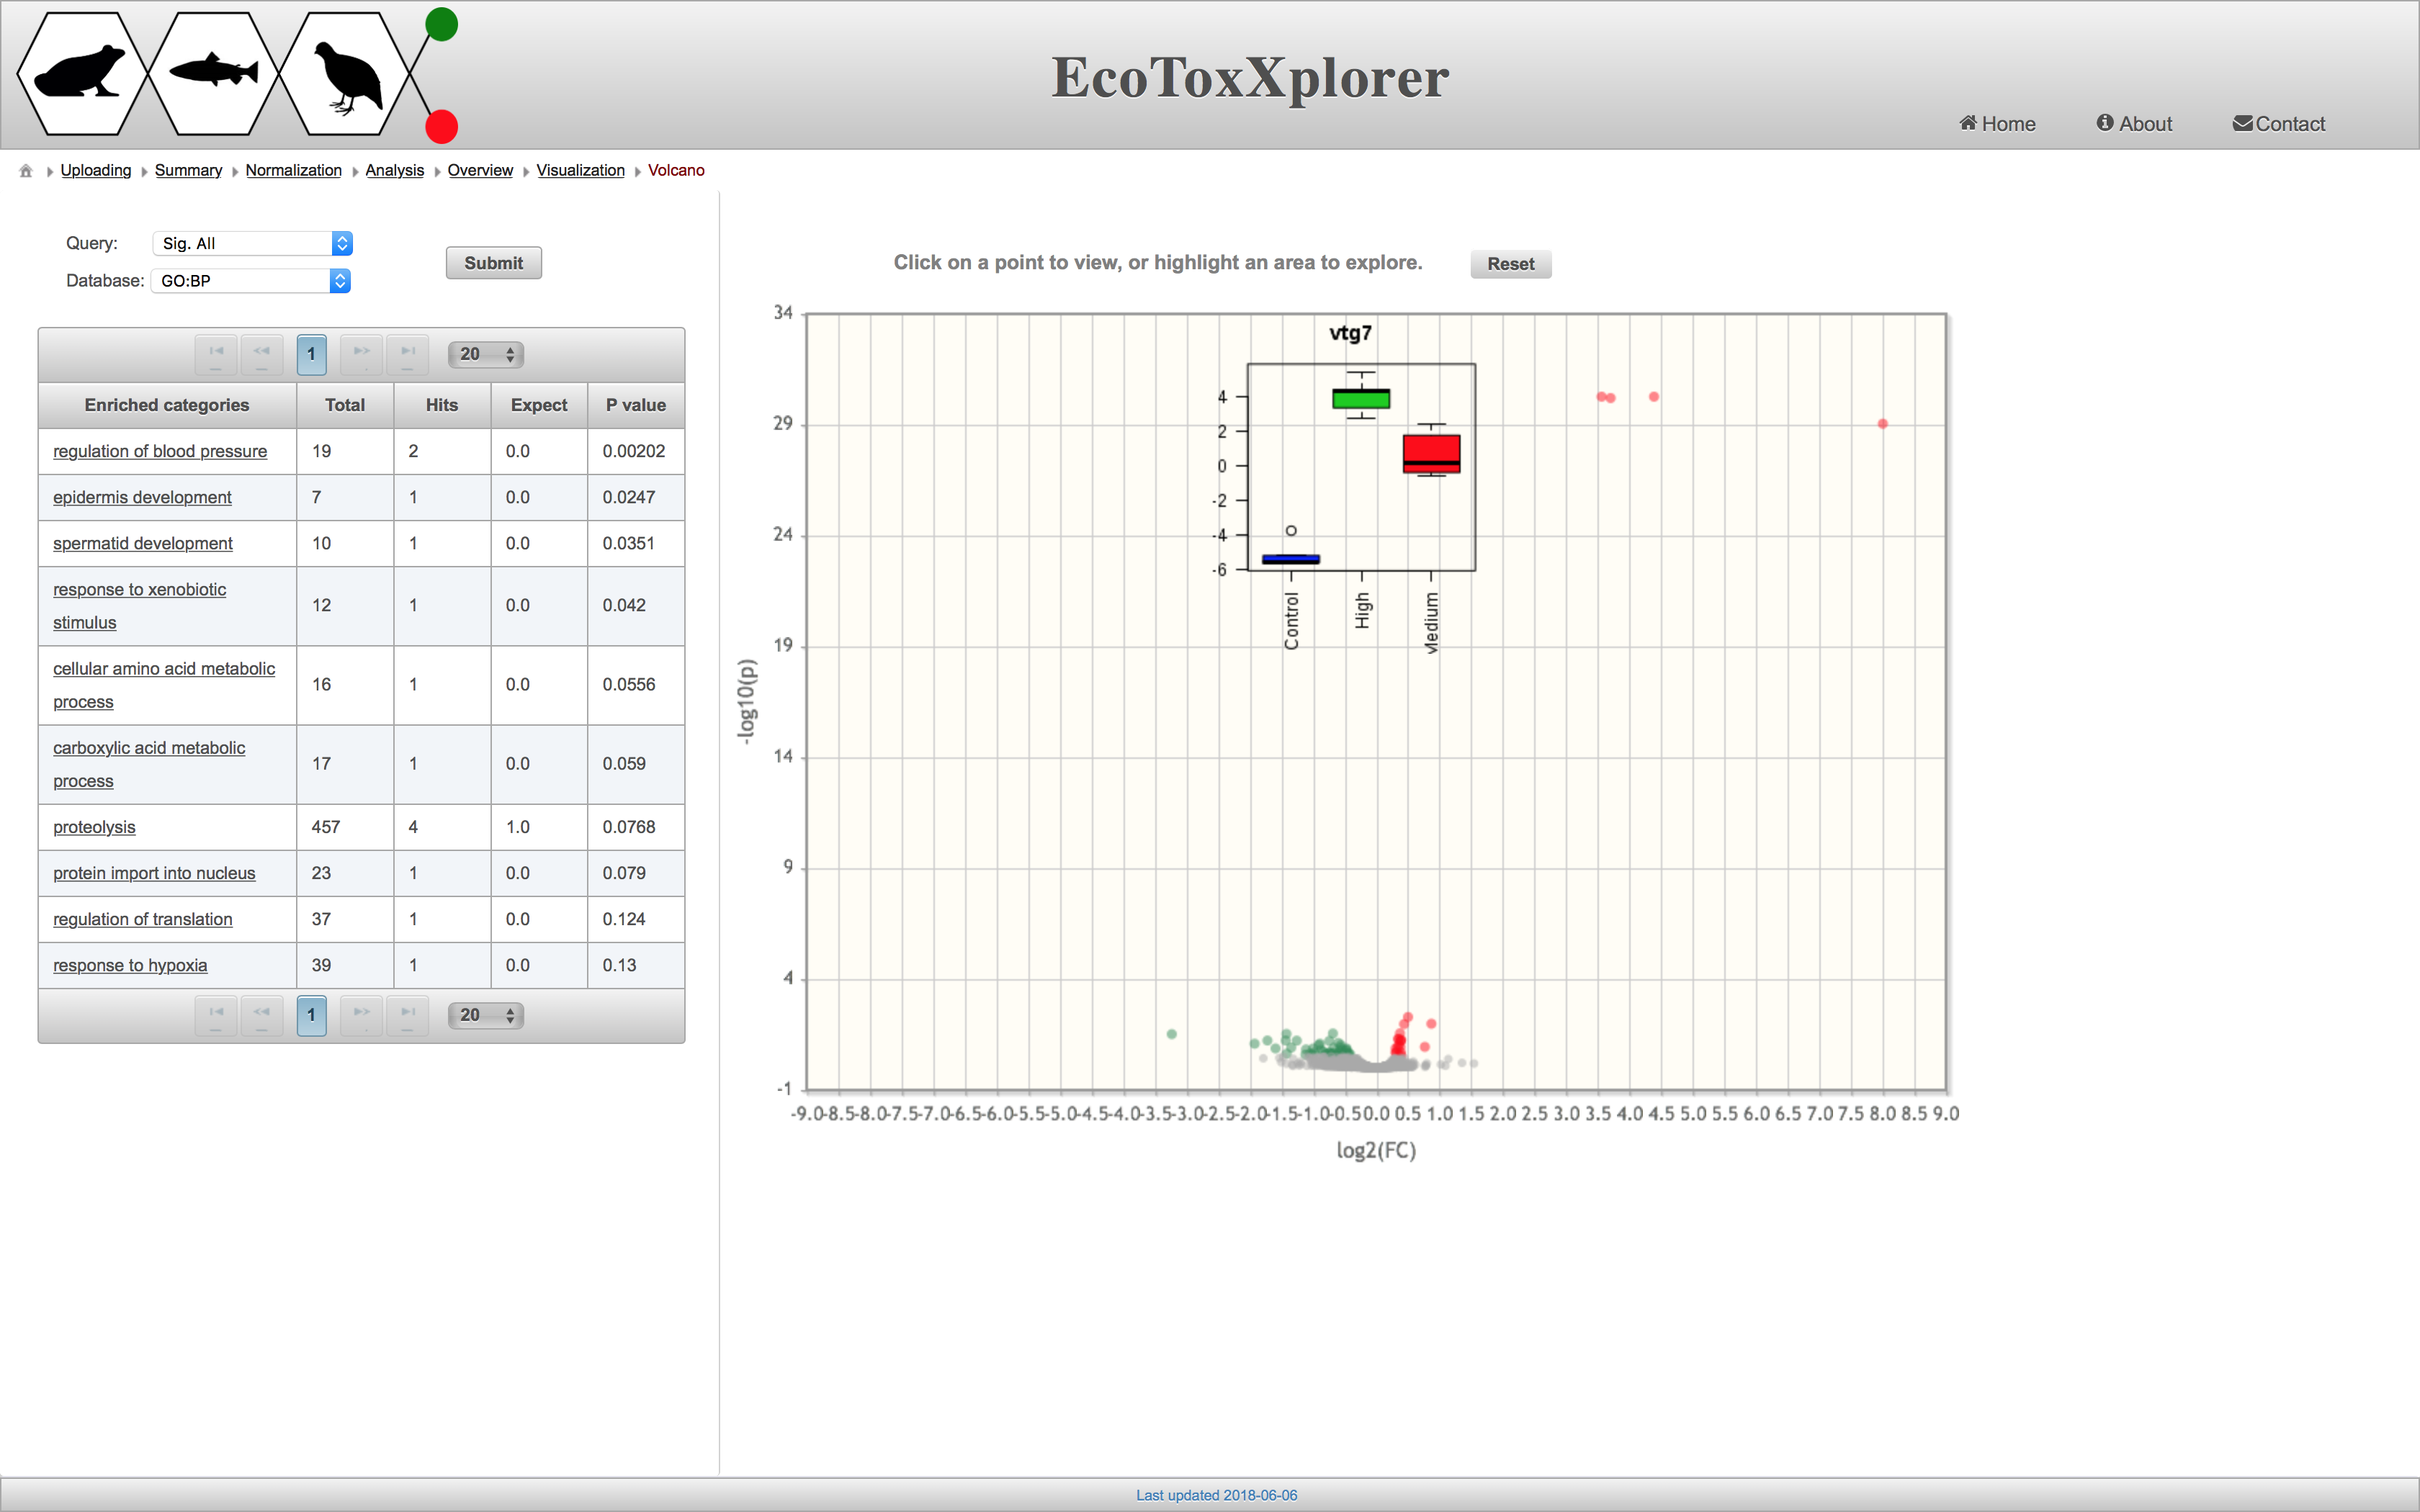 EcoToxXplorer
Home About Contact
Uploading Summary Normalization Analysis Overview Visualization Volcano
Query: Sig. All
Database: GO:BP
Submit
1 20
Enriched categories Total Hits Expect P value
regulation of blood pressure 19 2 0.0 0.00202
epidermis development 7 1 0.0 0.0247
spermatid development 10 1 0.0 0.0351
response to xenobiotic
stimulus 12 1 0.0 0.042
cellular amino acid metabolic
process 16 1 0.0 0.0556
carboxylic acid metabolic
process 17 1 0.0 0.059
proteolysis 457 4 1.0 0.0768
protein import into nucleus 23 1 0.0 0.079
regulation of translation 37 1 0.0 0.124
response to hypoxia 39 1 0.0 0.13
1 20
Click on a point to view, or highlight an area to explore. Reset
34
29
24
19
14
9
4
-1
-log10(p)
vtg7
4
2
0
-2
-4
-6
Control High Medium
-9.0 -8.5 -8.0 -7.5 -7.0 -6.5 -6.0 -5.5 -5.0 -4.5 -4.0 -3.5 -3.0 -2.5 -2.0 -1.5 -1.0 -0.5 0.0 0.5 1.0 1.5 2.0 2.5 3.0 3.5 4.0 4.5 5.0 5.5 6.0 6.5 7.0 7.5 8.0 8.5 9.0
log2(FC)
Last updated 2018-06-06